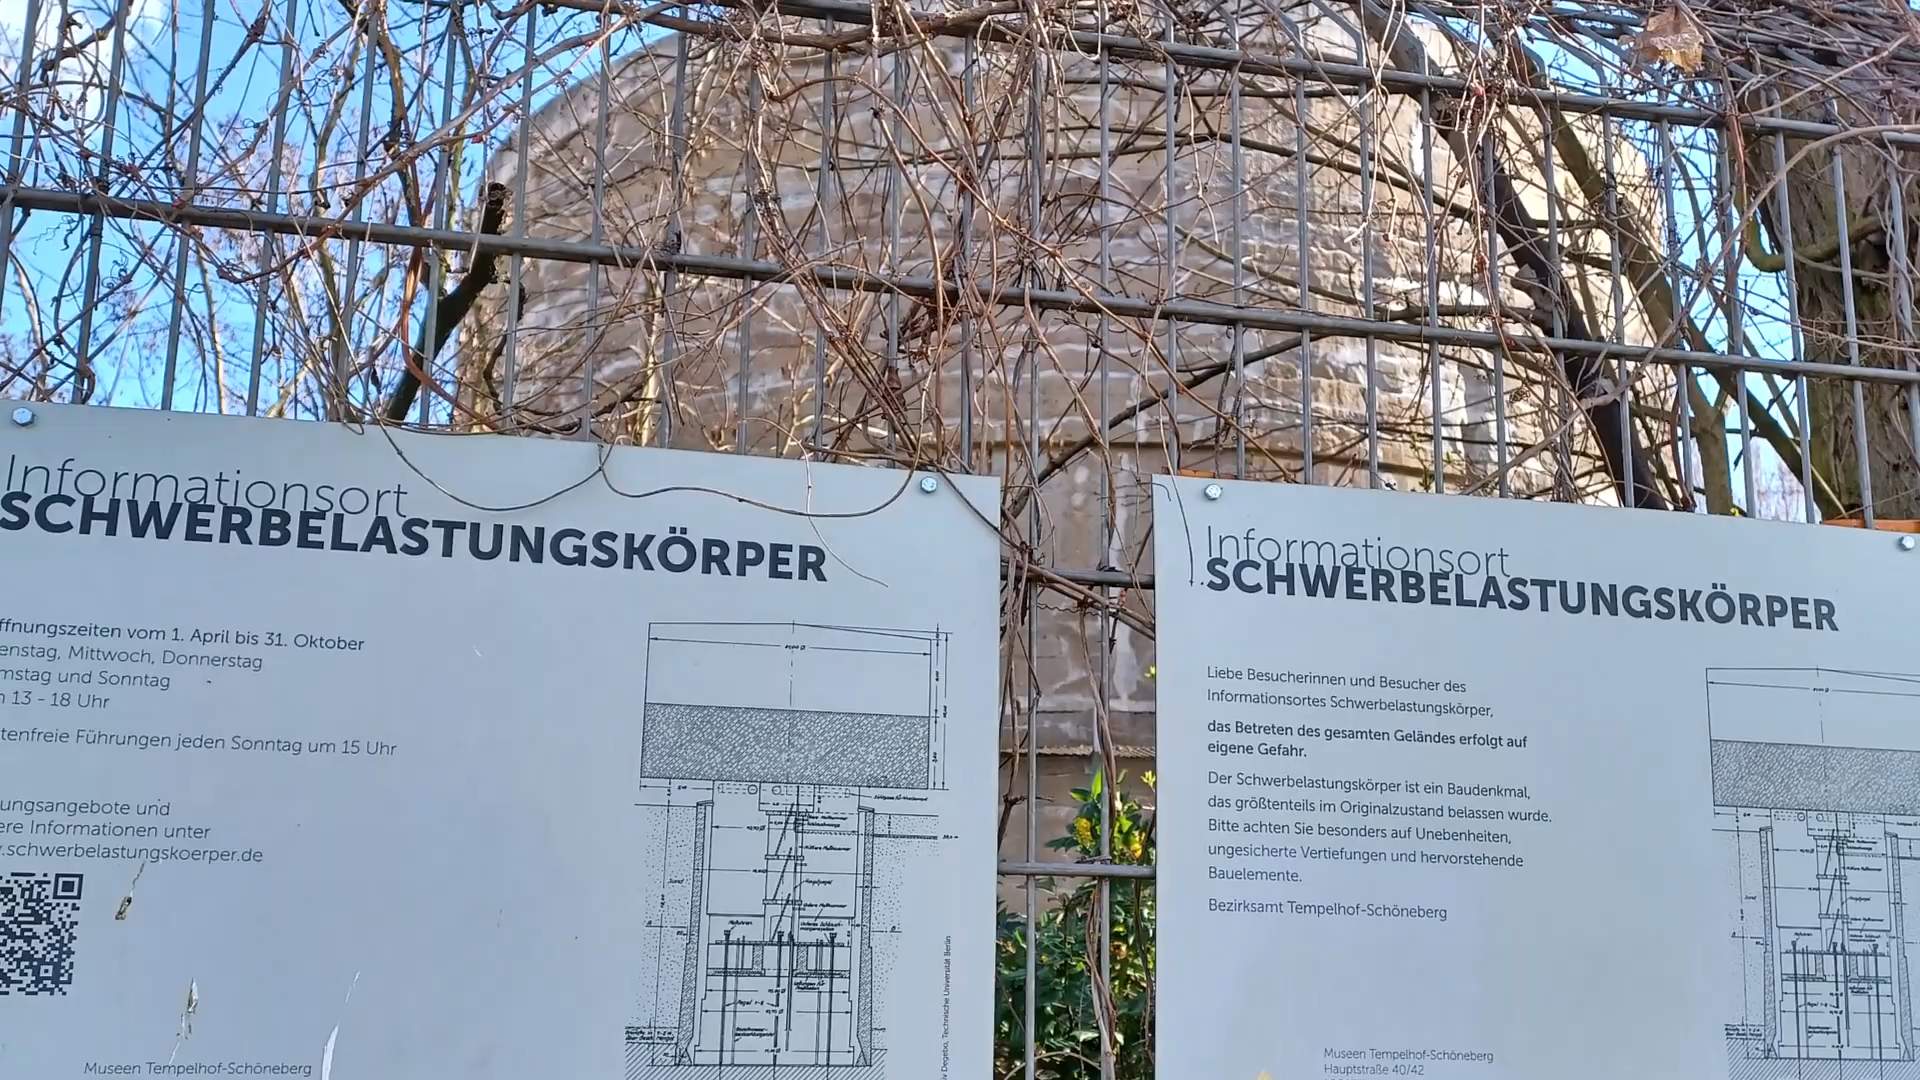 Informationsort
SCHWERBELASTUNGSKÖRPER
ffnungszeiten vom 1. April bis 31. Oktober
enstag, Mittwoch, Donnerstag
mstag und Sonntag
13 - 18 Uhr
tenfreie Führungen jeden Sonntag um 15 Uhr
ungsangebote und
ere Informationen unter
.schwerbelastungskoerper.de
Museen Tempelhof-Schöneberg
Degebo, Technische Universität Berlin
Informationsort
SCHWERBELASTUNGSKÖRPER
Liebe Besucherinnen und Besucher des
Informationsortes Schwerbelastungskörper,
das Betreten des gesamten Geländes erfolgt auf
eigene Gefahr.
Der Schwerbelastungskörper ist ein Baudenkmal,
das größtenteils im Originalzustand belassen wurde.
Bitte achten Sie besonders auf Unebenheiten,
ungesicherte Vertiefungen und hervorstehende
Bauelemente.
Bezirksamt Tempelhof-Schöneberg
Museen Tempelhof-Schöneberg
Hauptstraße 40/42